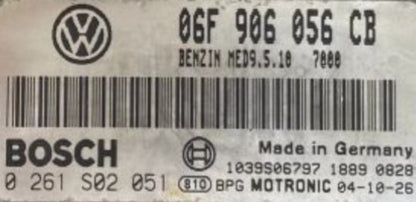 06F 906 056 CB
BENZIN MED9.5.10 7000
BOSCH
Made in Germany
1039S06797 1889 0828
0 261 S02 051 810 BPG MOTRONIC 04-10-26